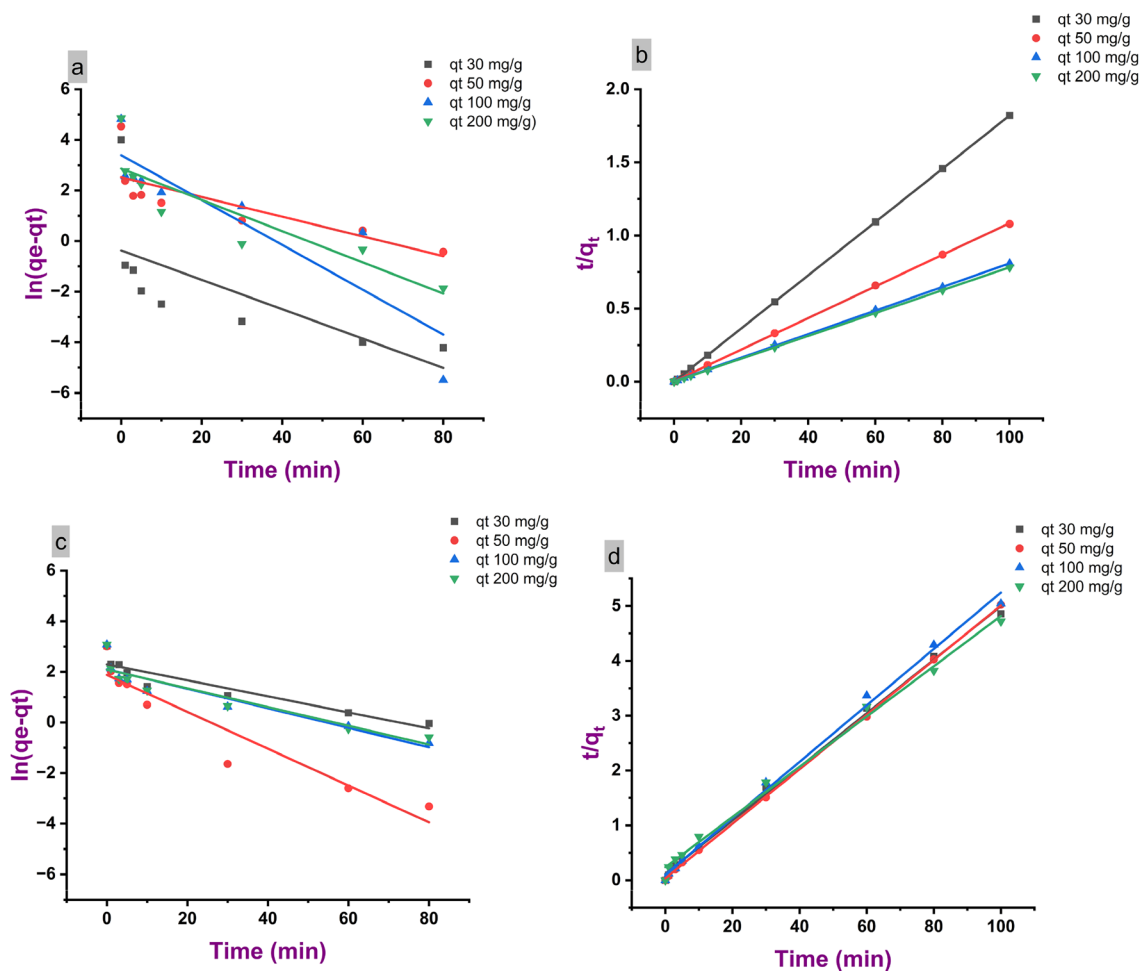 a
qt 30 mg/g
qt 50 mg/g
qt 100 mg/g
qt 200 mg/g)
6
4
2
0
−2
−4
−6
ln(qe-qt)
0 20 40 60 80
Time (min)
b
qt 30 mg/g
qt 50 mg/g
qt 100 mg/g
qt 200 mg/g
2.0
1.5
1.0
0.5
0.0
t/qt
0 20 40 60 80 100
Time (min)
c
qt 30 mg/g
qt 50 mg/g
qt 100 mg/g
qt 200 mg/g
6
4
2
0
−2
−4
−6
ln(qe-qt)
0 20 40 60 80
Time (min)
d
qt 30 mg/g
qt 50 mg/g
qt 100 mg/g
qt 200 mg/g
5
4
3
2
1
0
t/qt
0 20 40 60 80 100
Time (min)